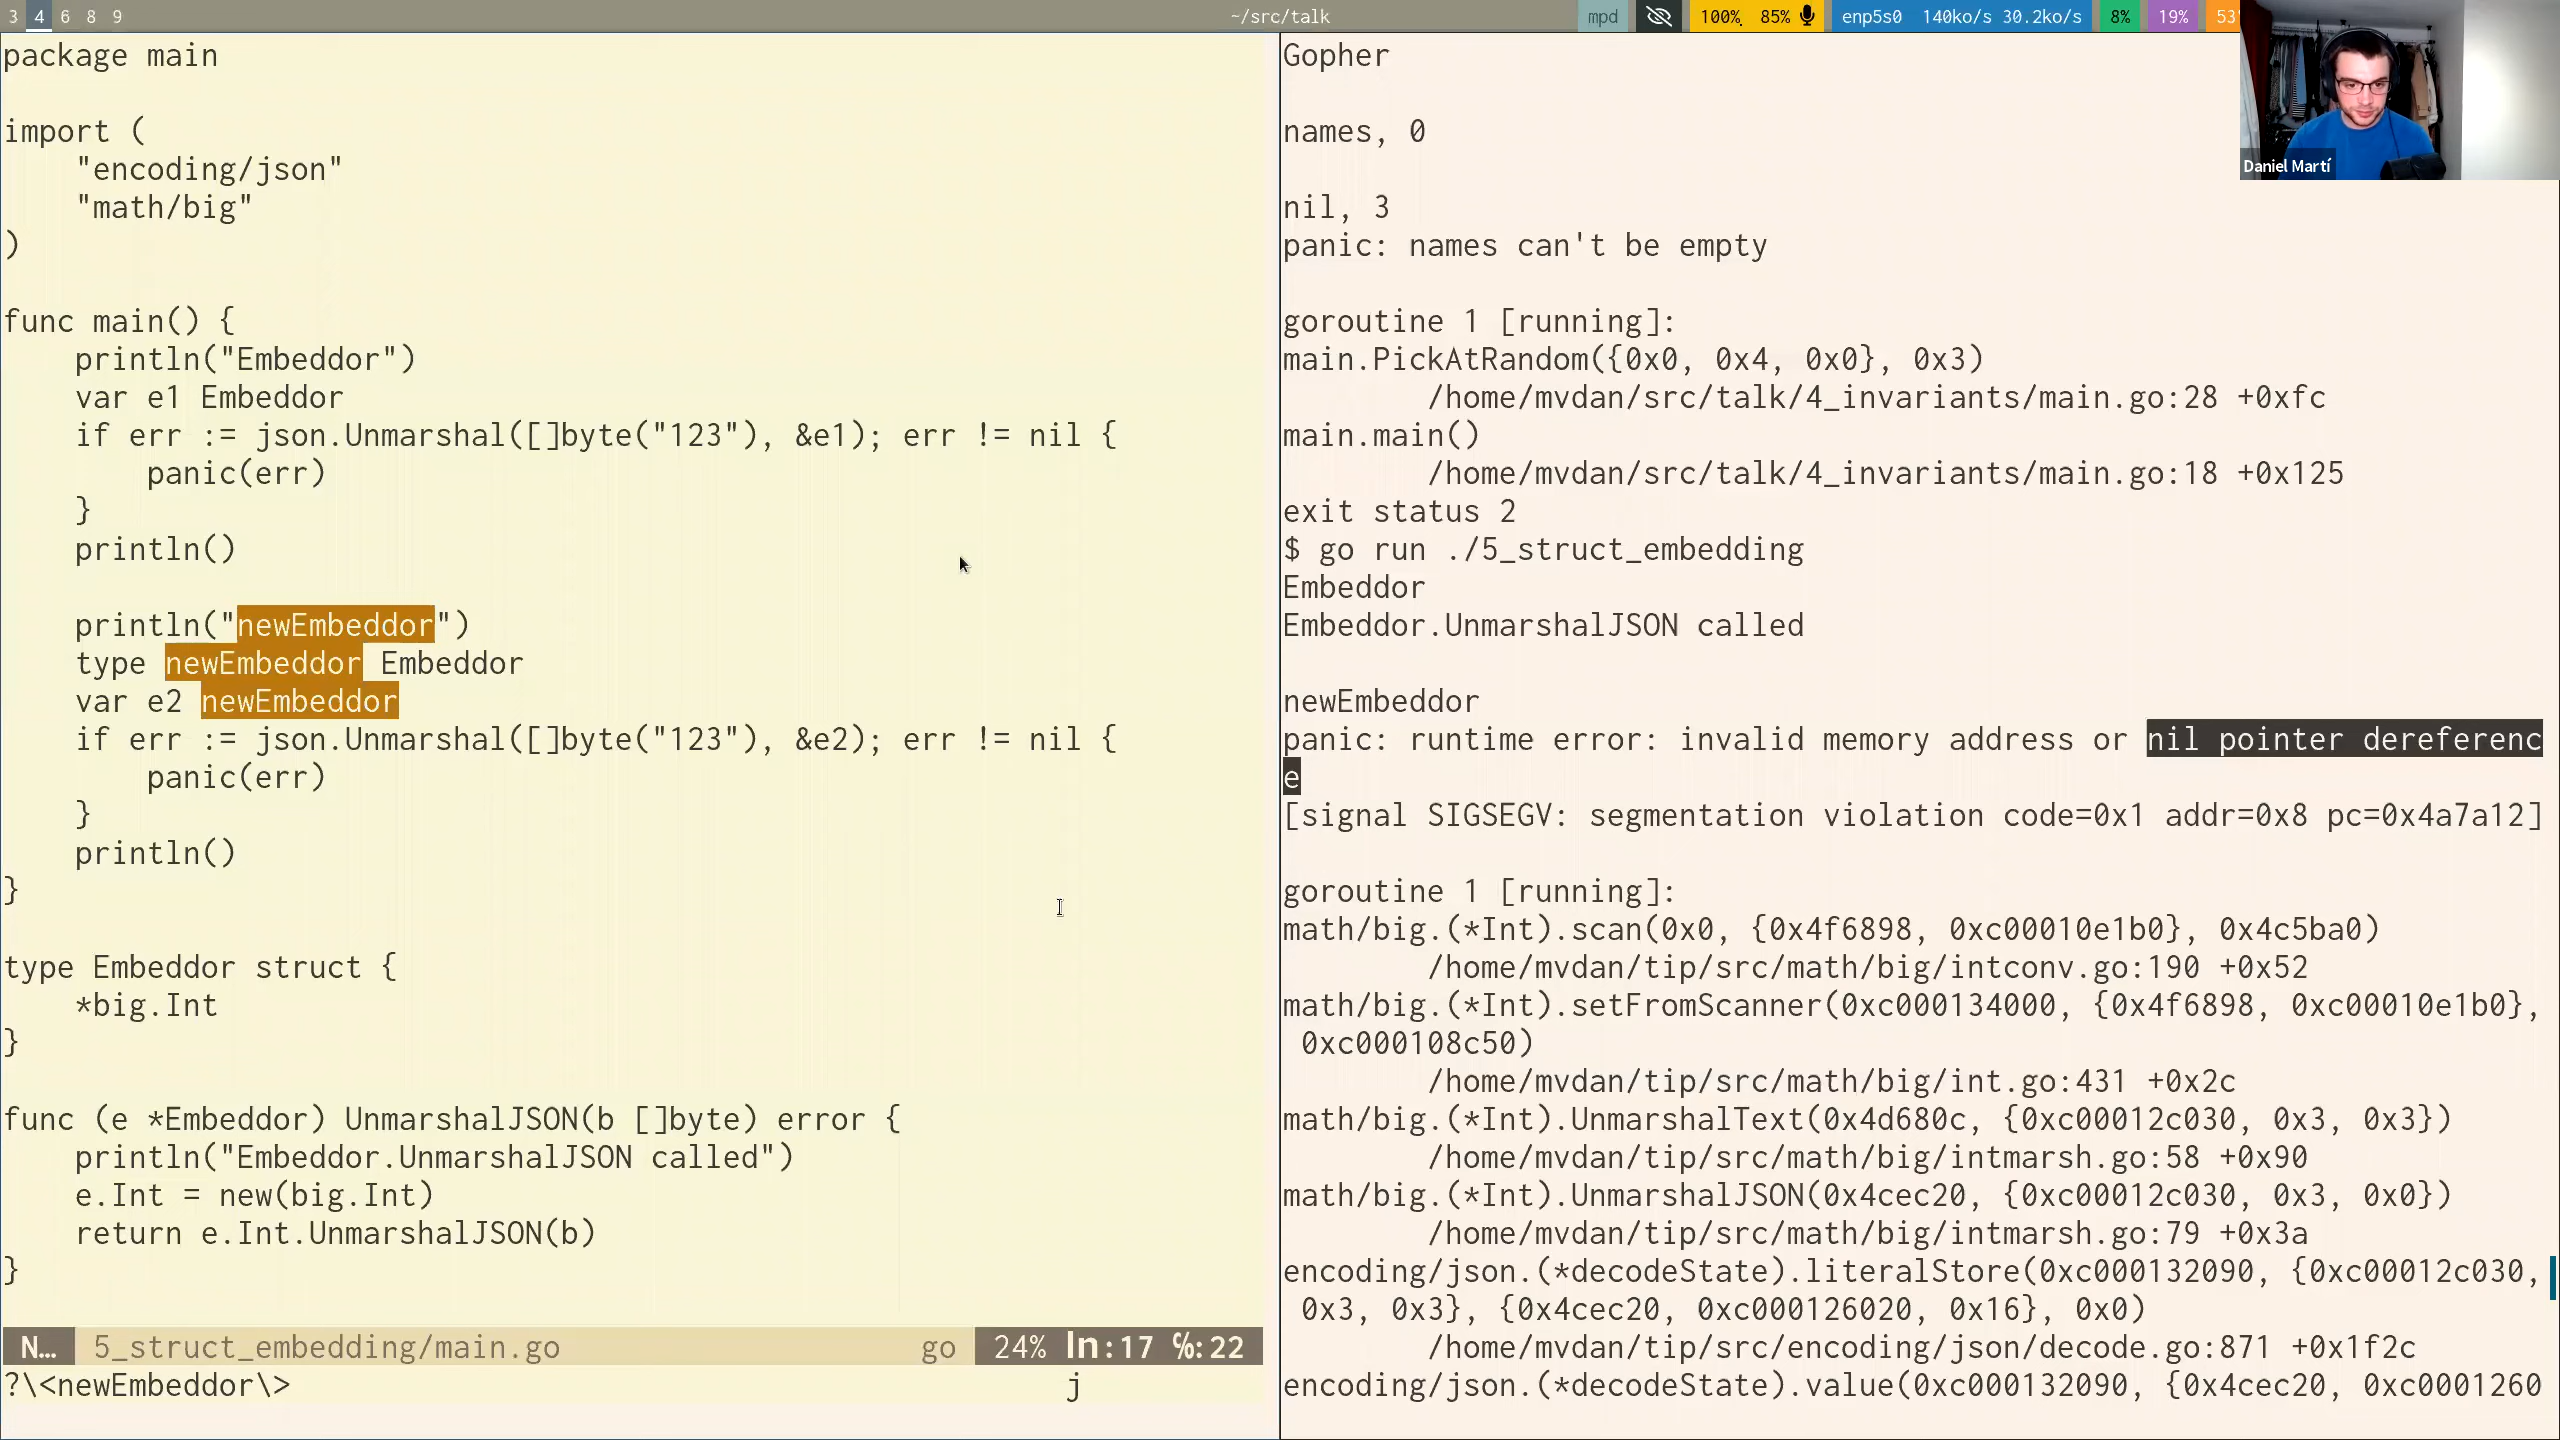 3 4 6 8 9 ~/src/talk mpd 100% 85% enp5s0 140ko/s 30.2ko/s 8% 19% 53
Daniel Martí
package main
import (
    "encoding/json"
    "math/big"
)
func main() {
    println("Embeddor")
    var e1 Embeddor
    if err := json.Unmarshal([]byte("123"), &e1); err != nil {
        panic(err)
    }
    println()
    println("newEmbeddor")
    type newEmbeddor Embeddor
    var e2 newEmbeddor
    if err := json.Unmarshal([]byte("123"), &e2); err != nil {
        panic(err)
    }
    println()
}
type Embeddor struct {
    *big.Int
}
func (e *Embeddor) UnmarshalJSON(b []byte) error {
    println("Embeddor.UnmarshalJSON called")
    e.Int = new(big.Int)
    return e.Int.UnmarshalJSON(b)
}
N… 5_struct_embedding/main.go go 24% ln:17 ℅:22
?\<newEmbeddor\> j
Gopher
names, 0
nil, 3
panic: names can't be empty
goroutine 1 [running]:
main.PickAtRandom({0x0, 0x4, 0x0}, 0x3)
        /home/mvdan/src/talk/4_invariants/main.go:28 +0xfc
main.main()
        /home/mvdan/src/talk/4_invariants/main.go:18 +0x125
exit status 2
$ go run ./5_struct_embedding
Embeddor
Embeddor.UnmarshalJSON called
newEmbeddor
panic: runtime error: invalid memory address or nil pointer dereferenc
e
[signal SIGSEGV: segmentation violation code=0x1 addr=0x8 pc=0x4a7a12]
goroutine 1 [running]:
math/big.(*Int).scan(0x0, {0x4f6898, 0xc00010e1b0}, 0x4c5ba0)
        /home/mvdan/tip/src/math/big/intconv.go:190 +0x52
math/big.(*Int).setFromScanner(0xc000134000, {0x4f6898, 0xc00010e1b0},
 0xc000108c50)
        /home/mvdan/tip/src/math/big/int.go:431 +0x2c
math/big.(*Int).UnmarshalText(0x4d680c, {0xc00012c030, 0x3, 0x3})
        /home/mvdan/tip/src/math/big/intmarsh.go:58 +0x90
math/big.(*Int).UnmarshalJSON(0x4cec20, {0xc00012c030, 0x3, 0x0})
        /home/mvdan/tip/src/math/big/intmarsh.go:79 +0x3a
encoding/json.(*decodeState).literalStore(0xc000132090, {0xc00012c030,
 0x3, 0x3}, {0x4cec20, 0xc000126020, 0x16}, 0x0)
        /home/mvdan/tip/src/encoding/json/decode.go:871 +0x1f2c
encoding/json.(*decodeState).value(0xc000132090, {0x4cec20, 0xc0001260